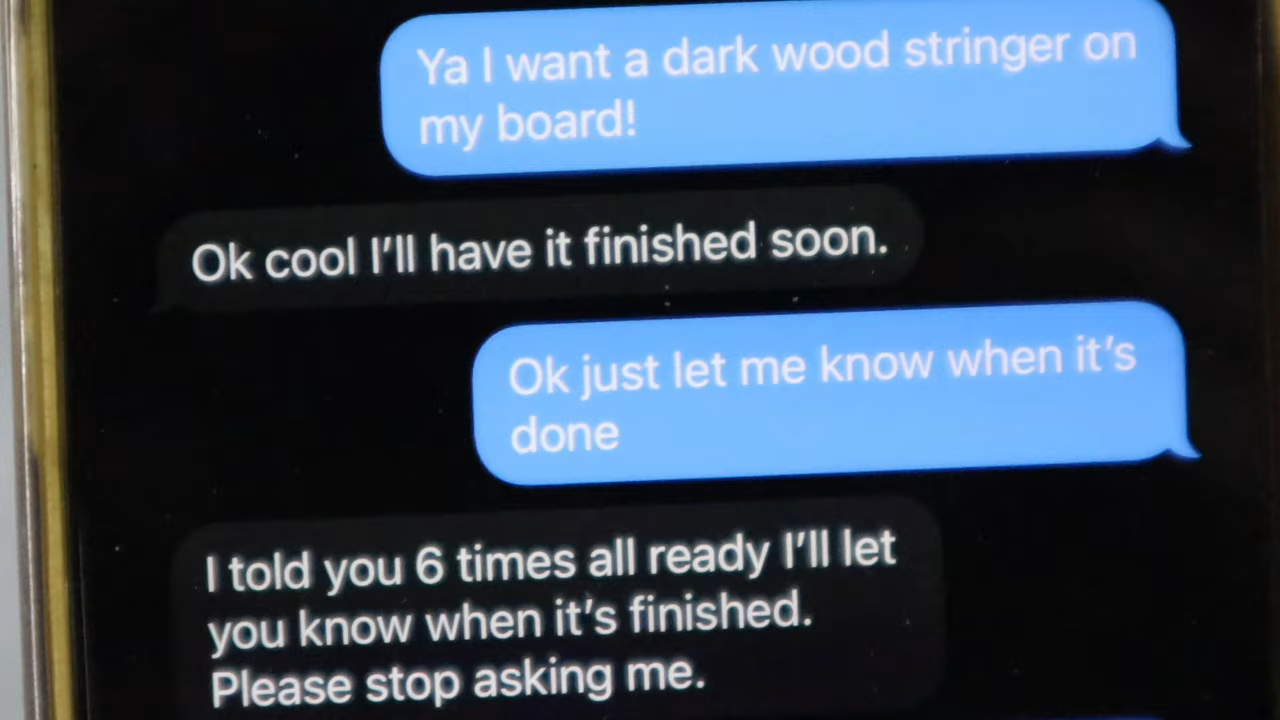 Ya I want a dark wood stringer on
my board!
Ok cool I'll have it finished soon.
Ok just let me know when it's
done
I told you 6 times all ready I'll let
you know when it's finished.
Please stop asking me.